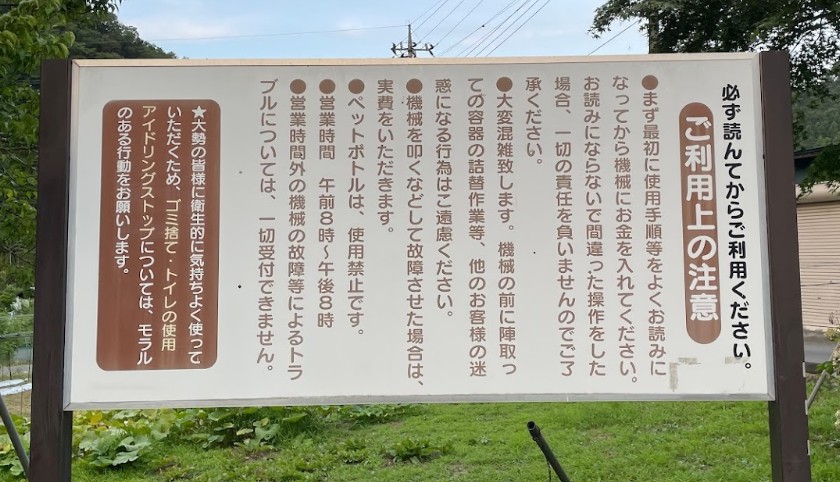 必ず読んでからご利用ください。
ご利用上の注意
●まず最初に使用手順等をよくお読みに
なってから機械にお金を入れてください。
お読みにならないで間違った操作をした
場合、一切の責任を負いませんのでご了
承ください。
●大変混雑致します。機械の前に陣取っ
ての容器の詰替作業等、他のお客様の迷
惑になる行為はご遠慮ください。
●機械を叩くなどして故障させた場合は、
実費をいただきます。
●ペットボトルは、使用禁止です。
●営業時間 午前8時～午後8時
●営業時間外の機械の故障等によるトラ
ブルについては、一切受付できません。
★大勢の皆様に衛生的に気持ちよく使って
いただくため、ゴミ捨て・トイレの使用
アイドリングストップについては、モラル
のある行動をお願いします。